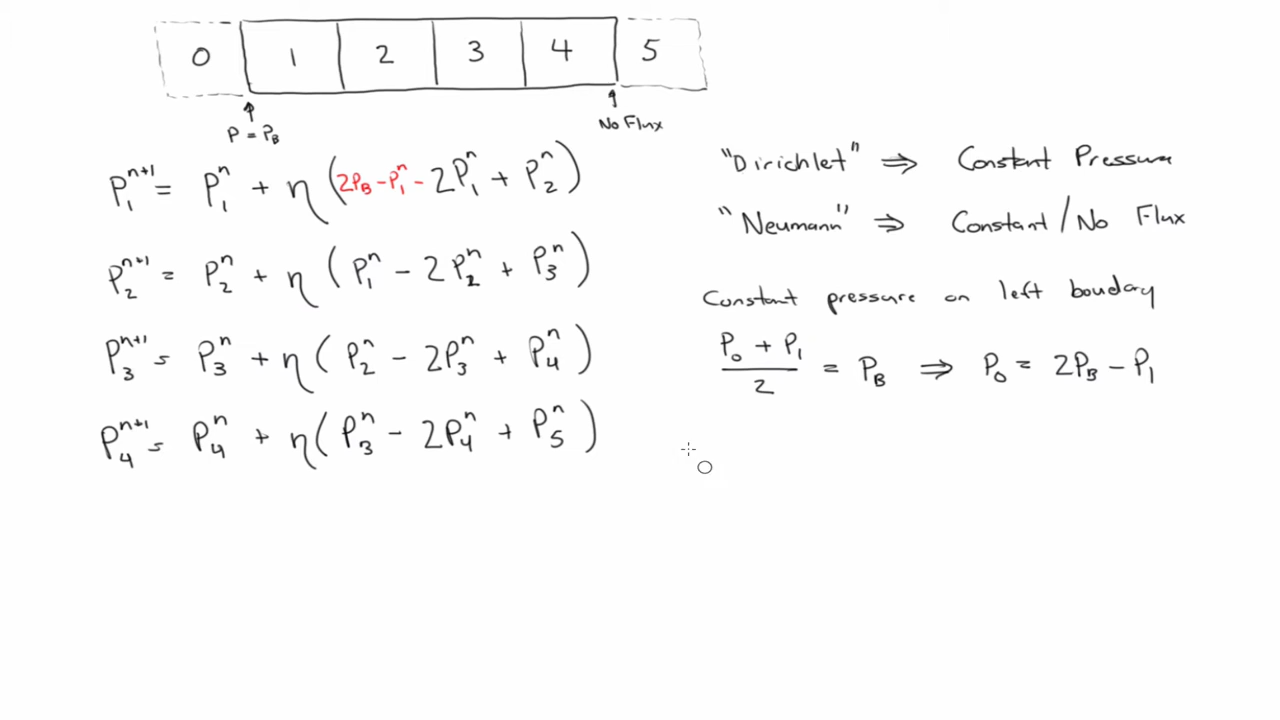 0 1 2 3 4 5
P = P_B
No Flux
P_1^{n+1} = P_1^n + η (2P_B - P_1^n - 2P_1^n + P_2^n)
P_2^{n+1} = P_2^n + η (P_1^n - 2P_2^n + P_3^n)
P_3^{n+1} = P_3^n + η (P_2^n - 2P_3^n + P_4^n)
P_4^{n+1} = P_4^n + η (P_3^n - 2P_4^n + P_5^n)
"Dirichlet" ⇒ Constant Pressure
"Neumann" ⇒ Constant/No Flux
Constant pressure on left boudary
(P_0 + P_1)/2 = P_B ⇒ P_0 = 2P_B - P_1